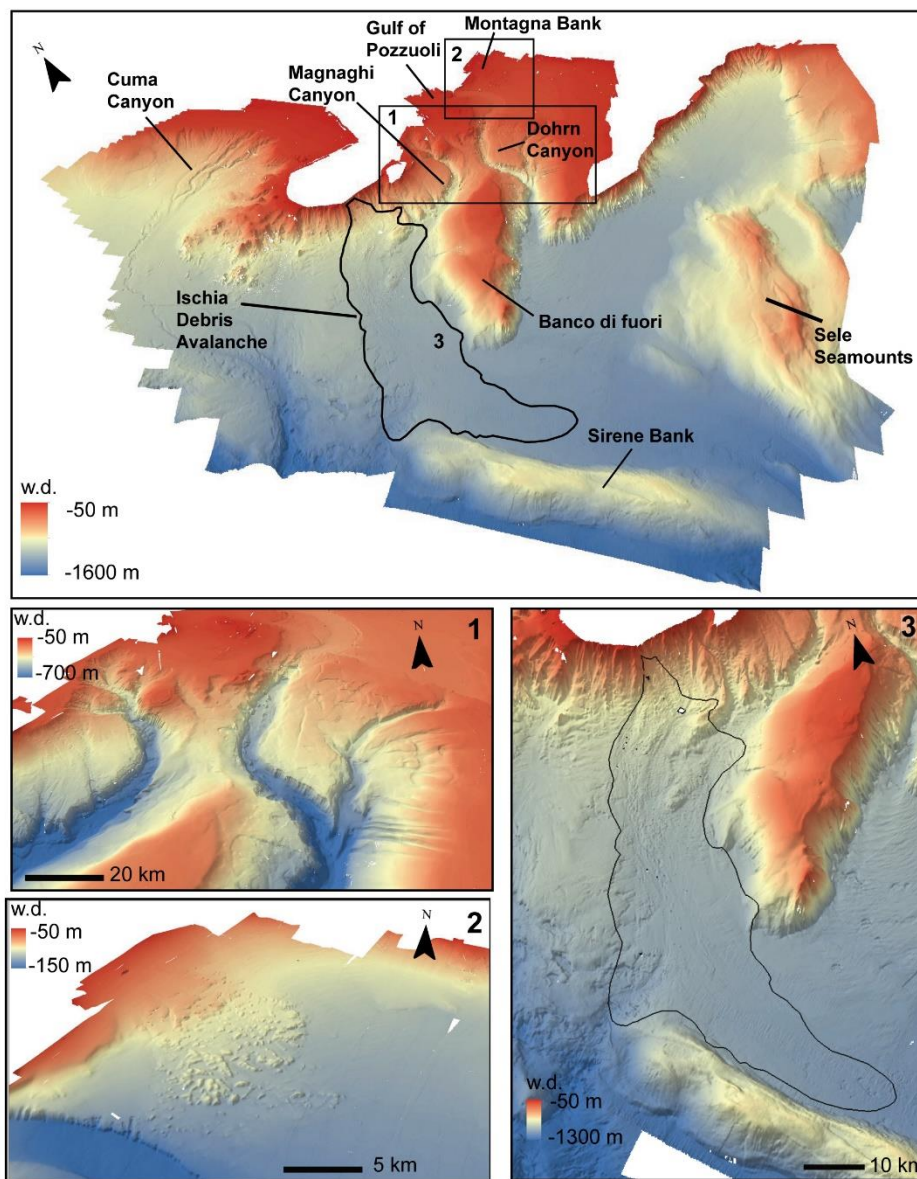 N
Cuma
Canyon
Gulf of
Pozzuoli
Montagna Bank
2
Magnaghi
Canyon
1
Dohrn
Canyon
Ischia
Debris
Avalanche
3
Banco di fuori
Sele
Seamounts
Sirene Bank
w.d.
-50 m
-1600 m
w.d.
-50 m
-700 m
N
1
20 km
w.d.
-50 m
-150 m
N
2
5 km
N
3
w.d.
-50 m
-1300 m
10 km